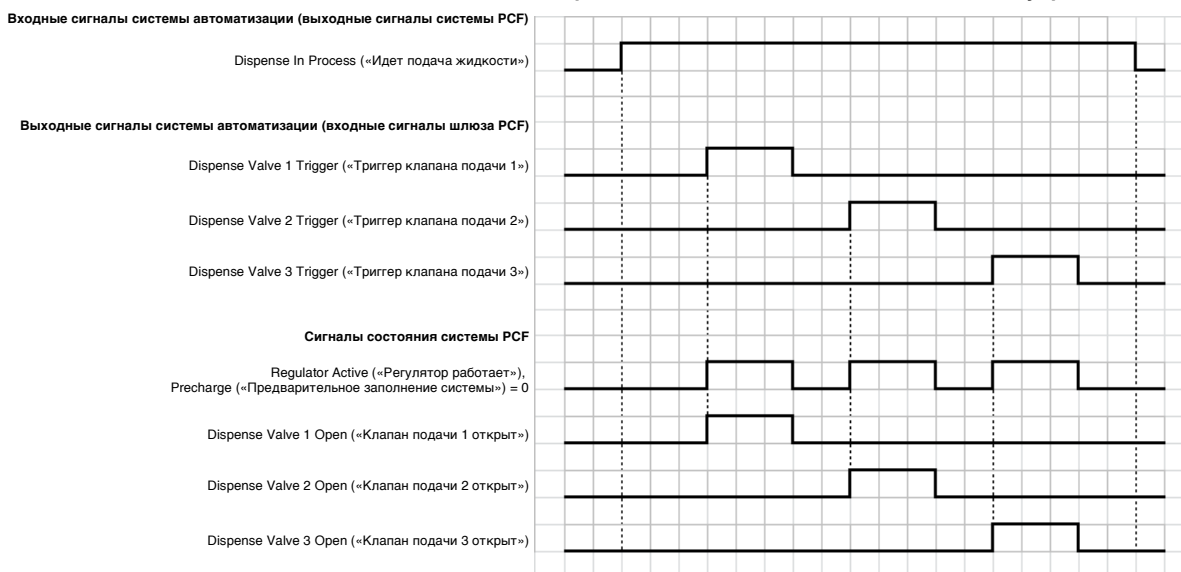 Входные сигналы системы автоматизации (выходные сигналы системы PCF)
Dispense In Process («Идет подача жидкости»)
Выходные сигналы системы автоматизации (входные сигналы шлюза PCF)
Dispense Valve 1 Trigger («Триггер клапана подачи 1»)
Dispense Valve 2 Trigger («Триггер клапана подачи 2»)
Dispense Valve 3 Trigger («Триггер клапана подачи 3»)
Сигналы состояния системы PCF
Regulator Active («Регулятор работает»),
Precharge («Предварительное заполнение системы») = 0
Dispense Valve 1 Open («Клапан подачи 1 открыт»)
Dispense Valve 2 Open («Клапан подачи 2 открыт»)
Dispense Valve 3 Open («Клапан подачи 3 открыт»)